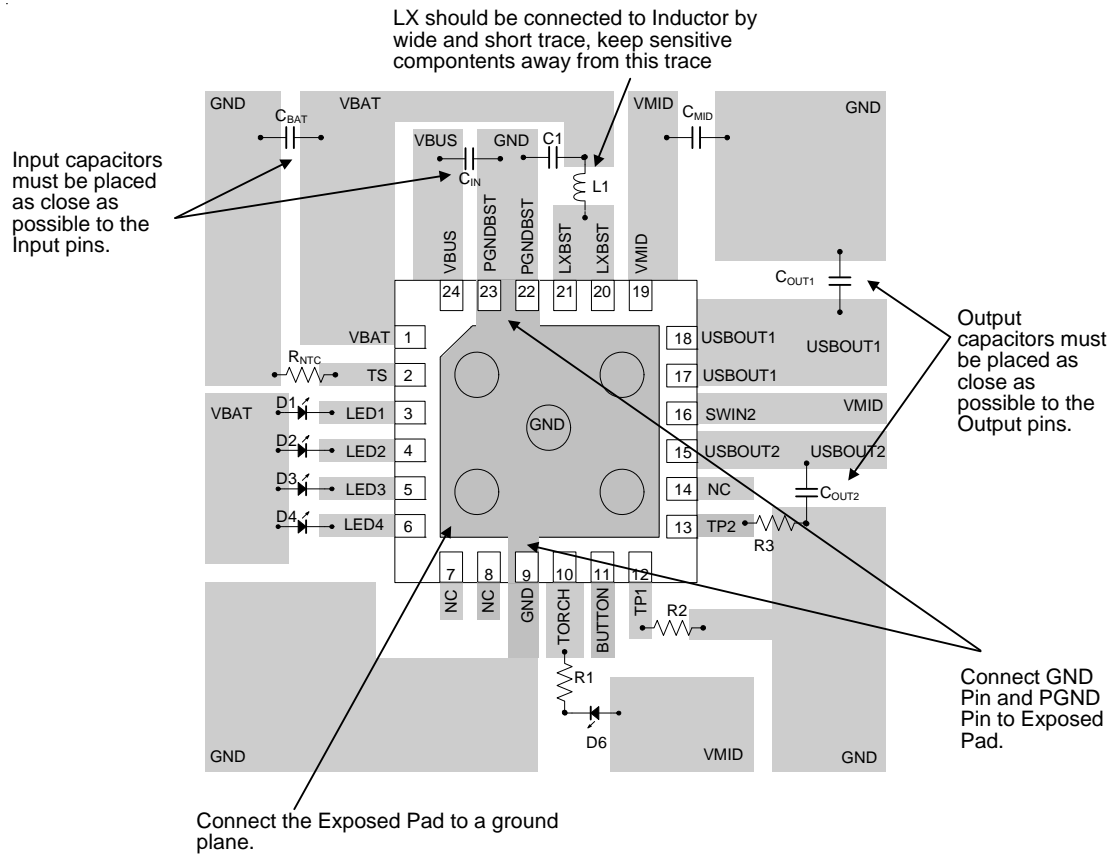 LX should be connected to Inductor by
wide and short trace, keep sensitive
compontents away from this trace
GND
CBAT
VBAT
VMID
CMID
GND
VBUS
CIN
GND
C1
L1
Input capacitors
must be placed
as close as
possible to the
Input pins.
VBUS
PGNDBST
PGNDBST
LXBST
LXBST
VMID
24
23
22
21
20
19
COUT1
Output
capacitors must
be placed as
close as
possible to the
Output pins.
VBAT
1
18
USBOUT1
USBOUT1
RNTC
TS
2
17
USBOUT1
VBAT
D1
LED1
3
16
SWIN2
VMID
GND
D2
LED2
4
15
USBOUT2
USBOUT2
D3
LED3
5
14
NC
COUT2
D4
LED4
6
13
TP2
R3
7
8
9
10
11
12
NC
NC
GND
TORCH
BUTTON
TP1
R2
R1
D6
Connect GND
Pin and PGND
Pin to Exposed
Pad.
GND
VMID
GND
Connect the Exposed Pad to a ground
plane.